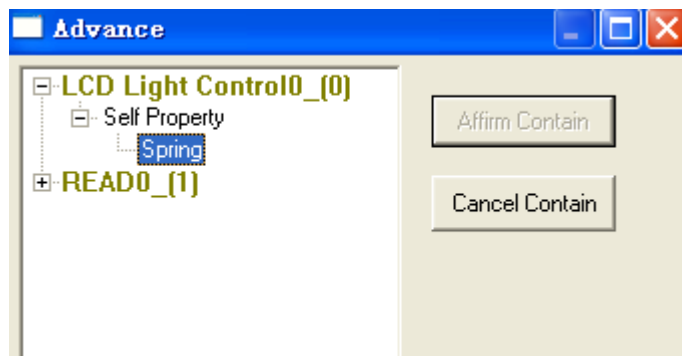 Advance
LCD Light Control0_(0)
Self Property
Spring
READ0_(1)
Affirm Contain
Cancel Contain